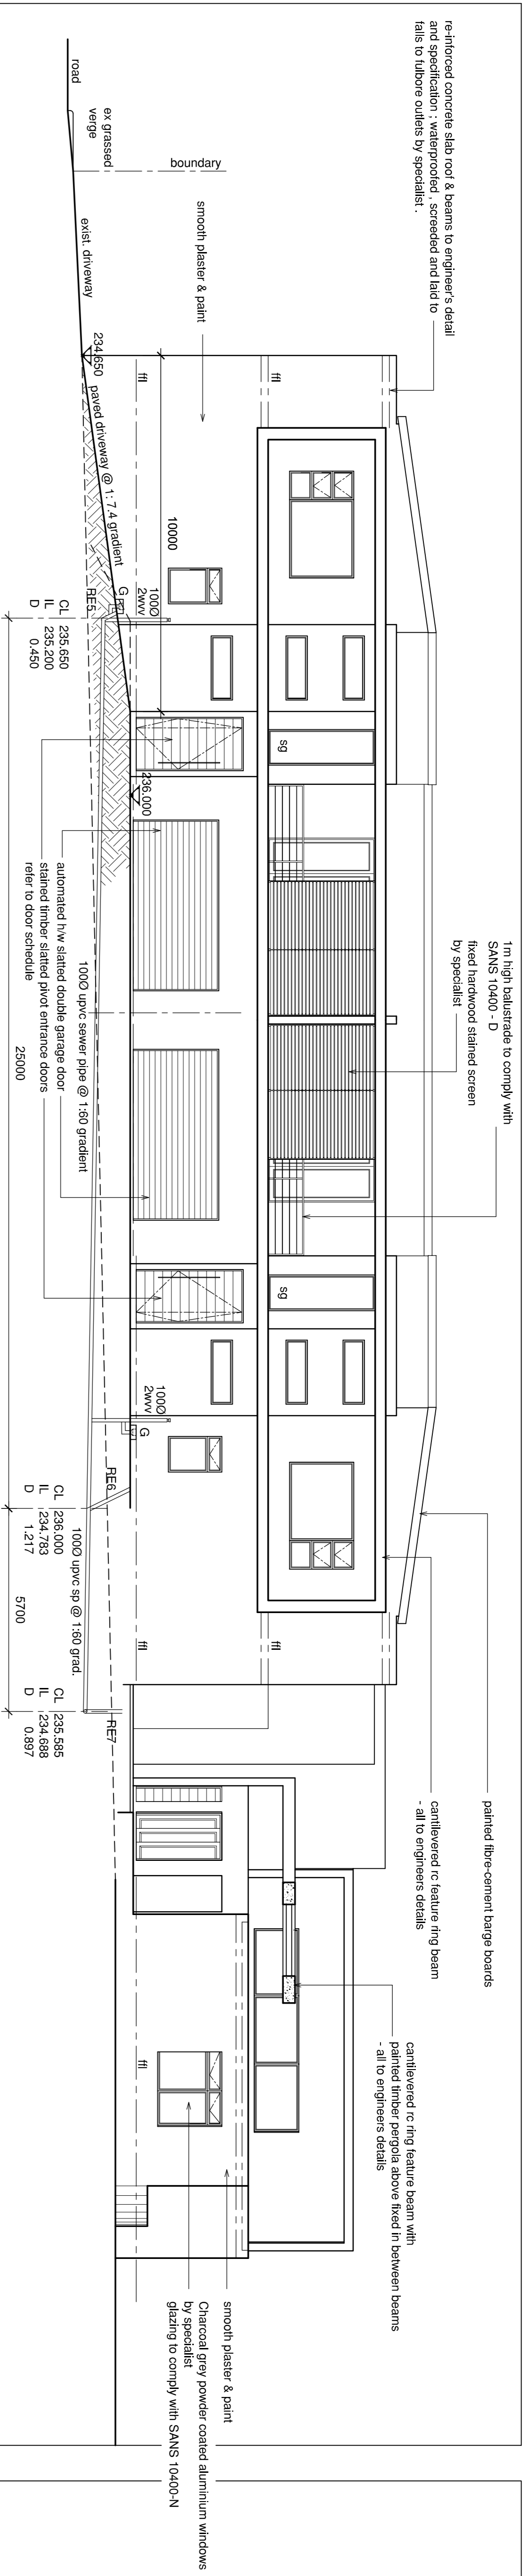 re-inforced concrete slab roof & beams to engineer's detail
and specification ; waterproofed , screeded and laid to
falls to fulbore outlets by specialist .
1m high balustrade to comply with
SANS 10400 - D
fixed hardwood stained screen
by specialist
painted fibre-cement barge boards
cantilevered rc feature ring beam
- all to engineers details
cantilevered rc ring feature beam with
painted timber pergola above fixed in between beams
- all to engineers details
smooth plaster & paint
Charcoal grey powder coated aluminium windows
by specialist
glazing to comply with SANS 10400-N
smooth plaster & paint
boundary
road
ex grassed
verge
exist. driveway
234.650
paved driveway @ 1: 7.4 gradient
ffl
ffl
10000
100Ø
2wvv
G
RE5
CL 235.650
IL 235.200
D 0.450
sg
236.000
automated h/w slatted double garage door
stained timber slatted pivot entrance doors
refer to door schedule
100Ø upvc sewer pipe @ 1:60 gradient
25000
sg
100Ø
2wvv
G
RE6
CL 236.000
IL 234.783
D 1.217
100Ø upvc sp @ 1:60 grad.
5700
ffl
ffl
RE7
CL 235.585
IL 234.688
D 0.897
ffl